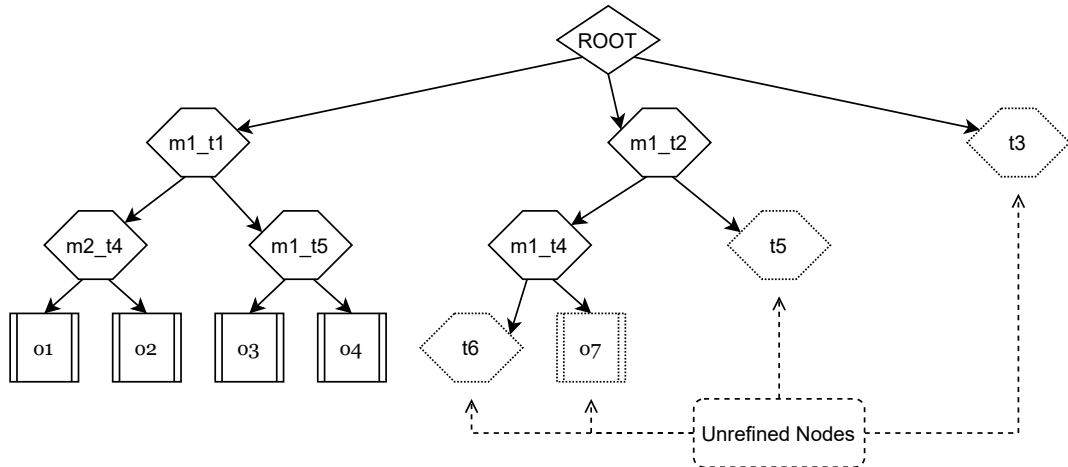 ROOT
m1_t1
m1_t2
t3
m2_t4
m1_t5
m1_t4
t5
o1
o2
o3
o4
t6
o7
Unrefined Nodes